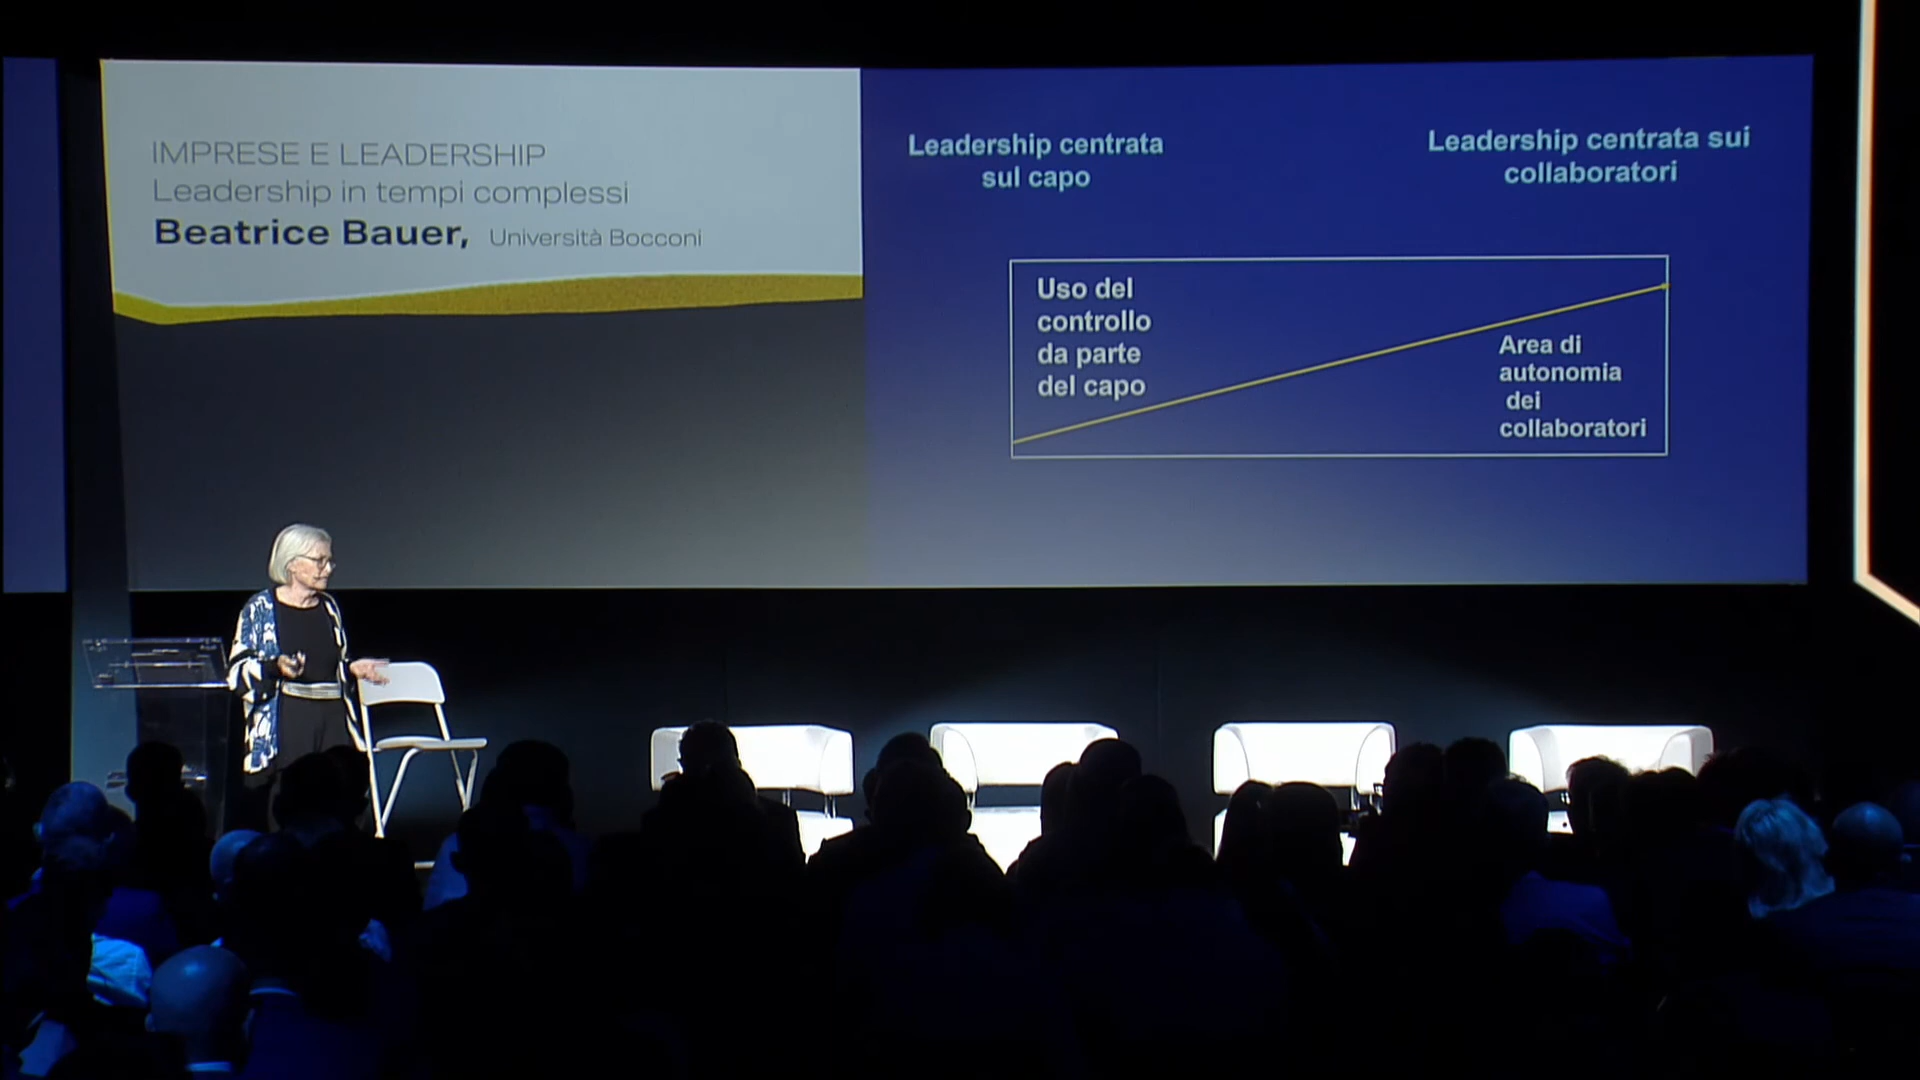 IMPRESE E LEADERSHIP
Leadership in tempi complessi
Beatrice Bauer, Università Bocconi
Leadership centrata
sul capo
Leadership centrata sui
collaboratori
Uso del
controllo
da parte
del capo
Area di
autonomia
dei
collaboratori